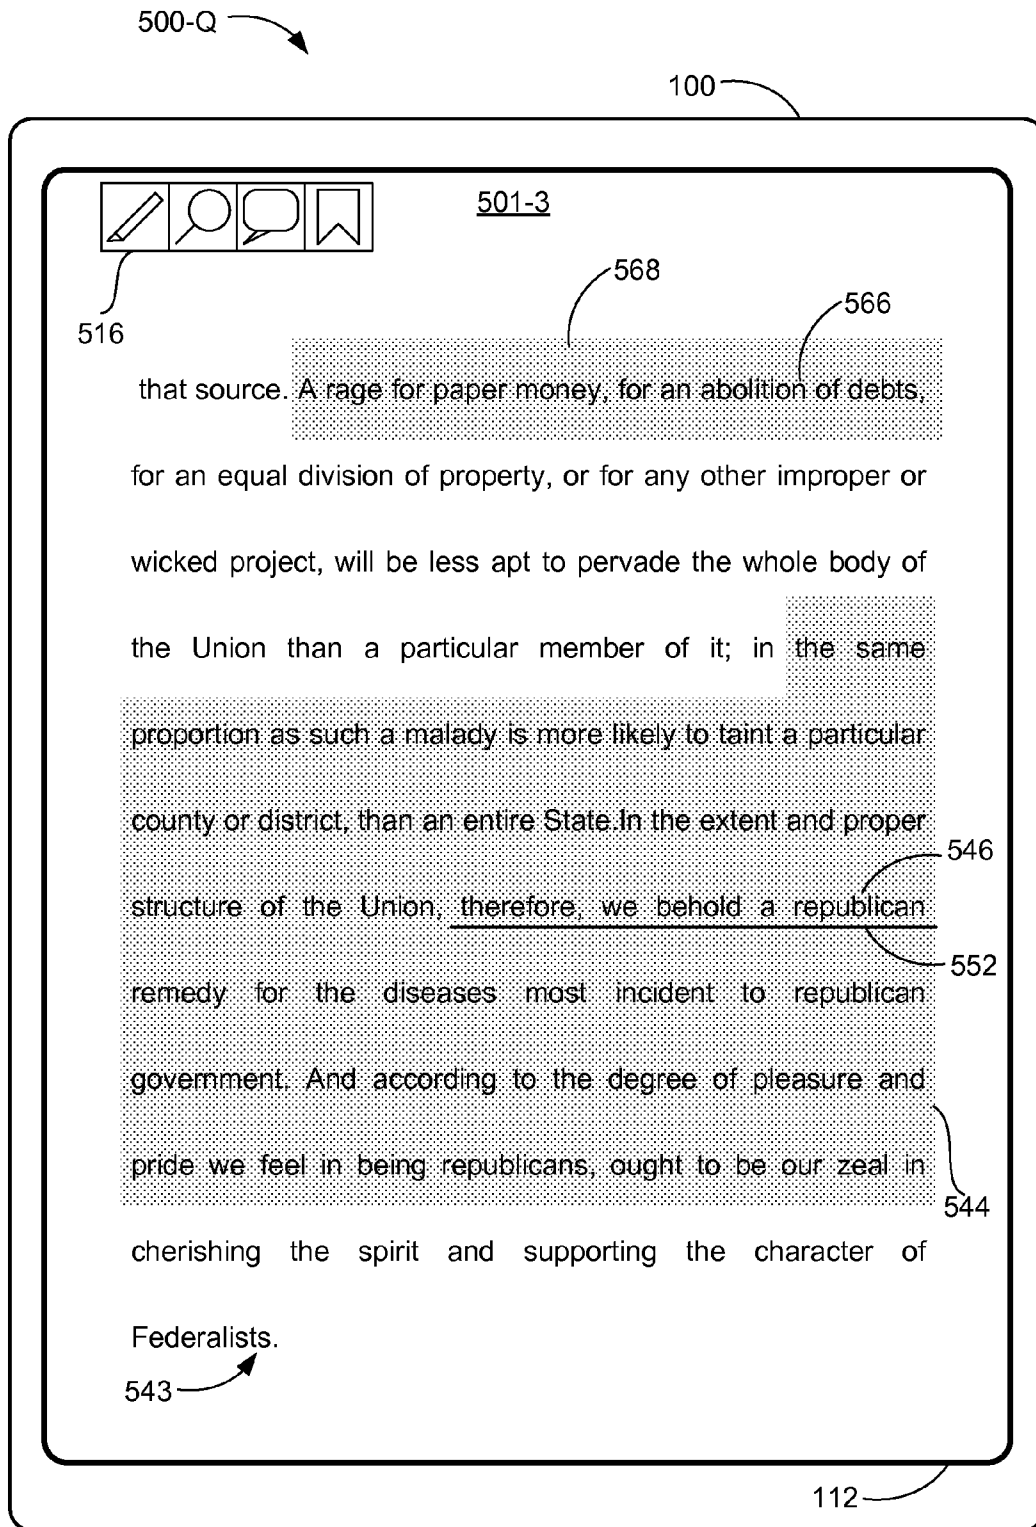 500-Q
100
501-3
568
566
516
that source. A rage for paper money, for an abolition of debts,
for an equal division of property, or for any other improper or
wicked project, will be less apt to pervade the whole body of
the Union than a particular member of it; in the same
proportion as such a malady is more likely to taint a particular
county or district, than an entire State.In the extent and proper
546
structure of the Union, therefore, we behold a republican
552
remedy for the diseases most incident to republican
government. And according to the degree of pleasure and
pride we feel in being republicans, ought to be our zeal in
544
cherishing the spirit and supporting the character of
Federalists.
543
112